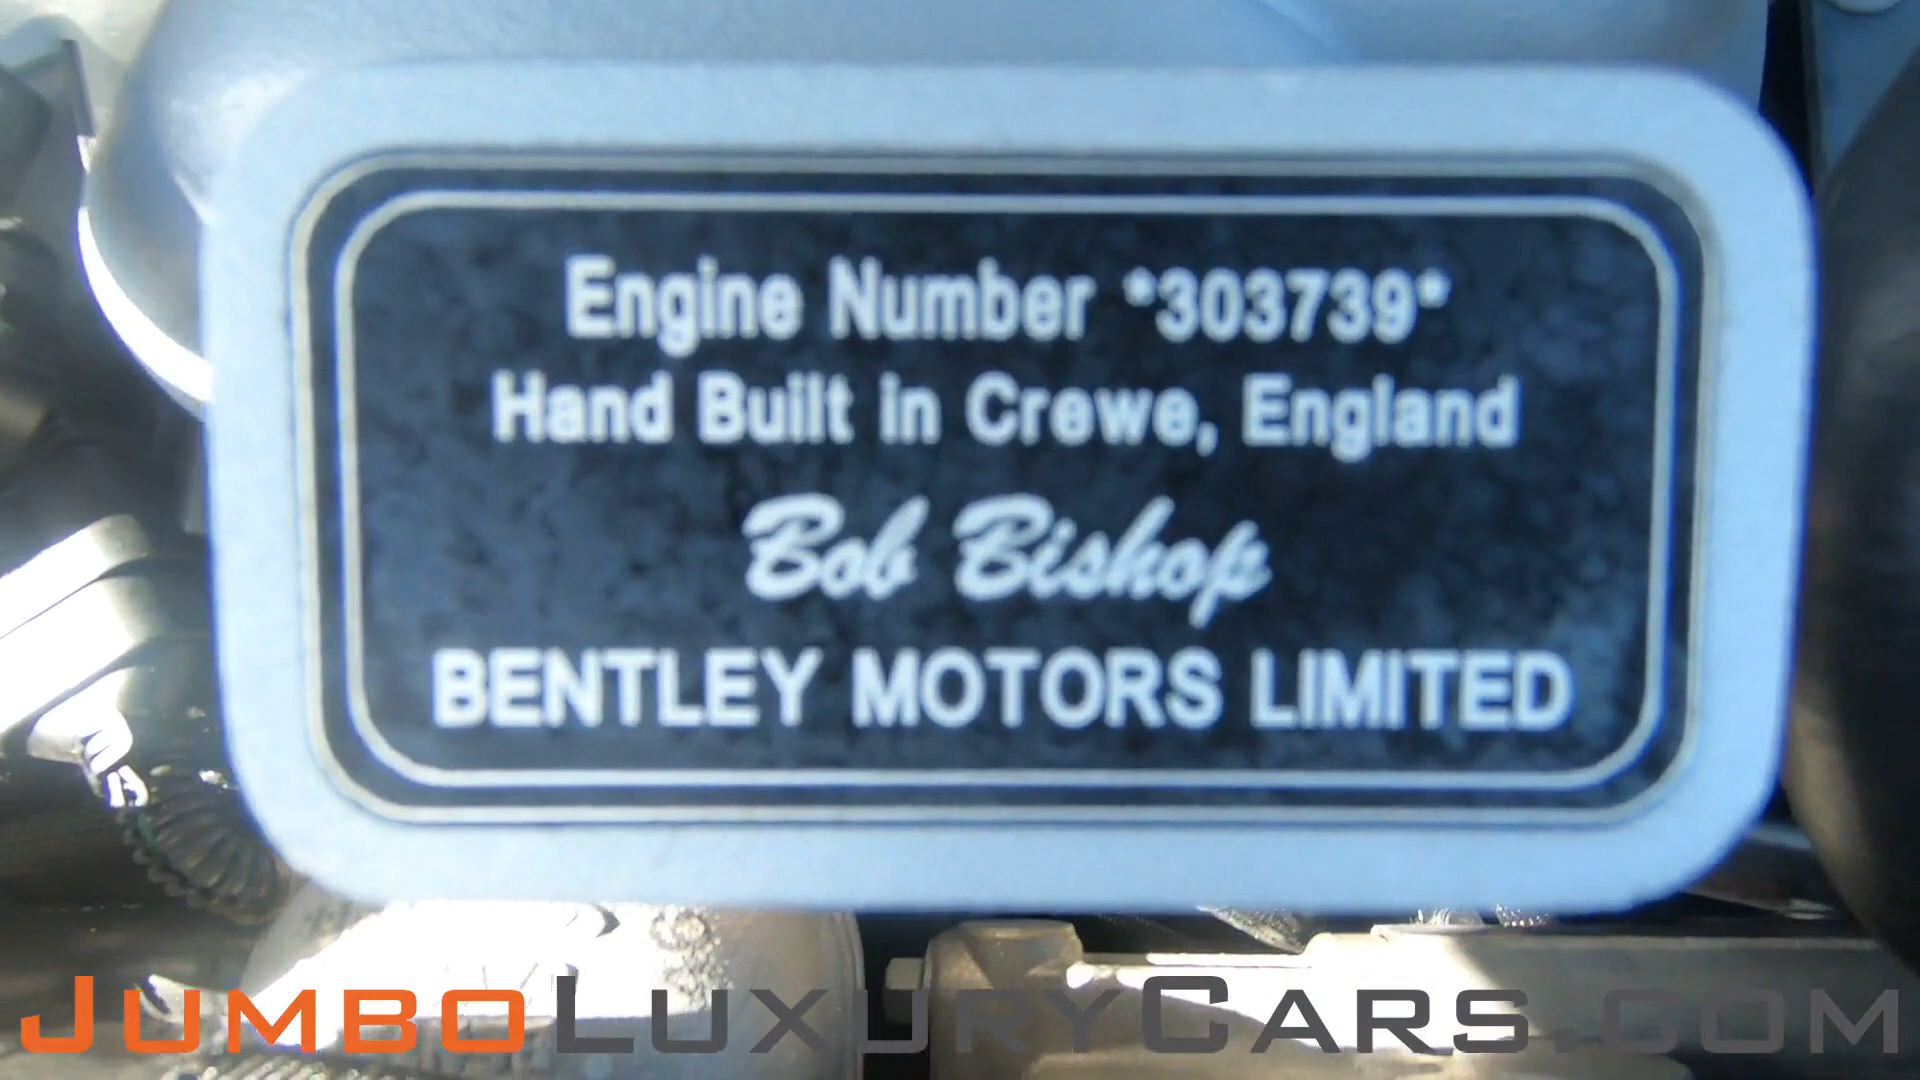 Engine Number *303739*
Hand Built in Crewe, England
Bob Bishop
BENTLEY MOTORS LIMITED
JUMBOLUXURYCARS.COM